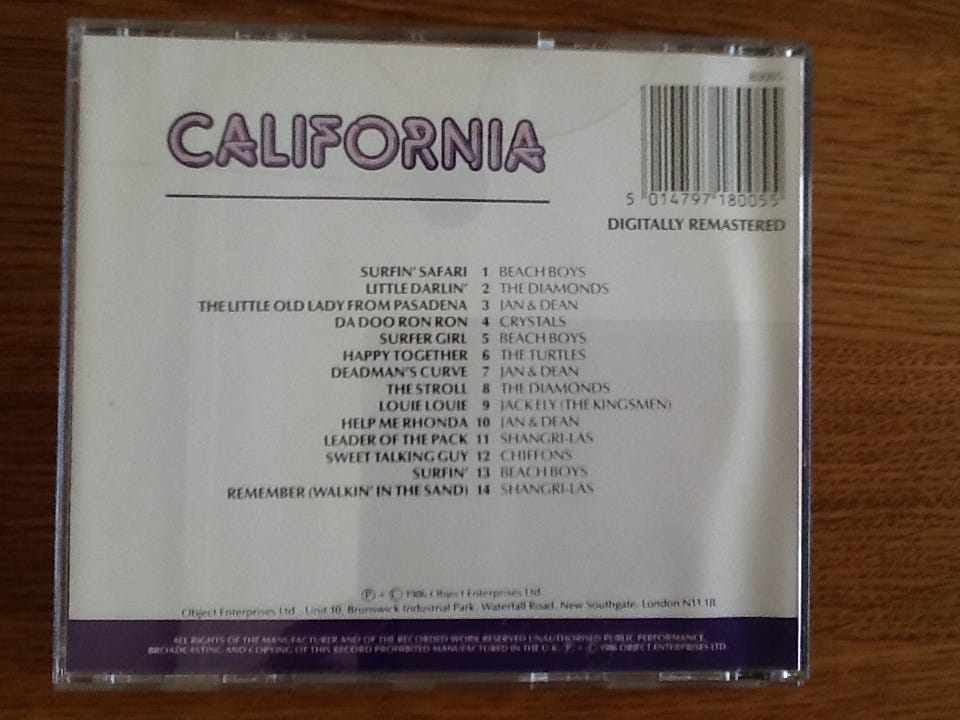 CALIFORNIA
5 014797 180055
DIGITALLY REMASTERED
SURFIN' SAFARI 1 BEACH BOYS
LITTLE DARLIN' 2 THE DIAMONDS
THE LITTLE OLD LADY FROM PASADENA 3 JAN & DEAN
DA DOO RON RON 4 CRYSTALS
SURFER GIRL 5 BEACH BOYS
HAPPY TOGETHER 6 THE TURTLES
DEADMAN'S CURVE 7 JAN & DEAN
THE STROLL 8 THE DIAMONDS
LOUIE LOUIE 9 JACK ELY (THE KINGSMEN)
HELP ME RHONDA 10 JAN & DEAN
LEADER OF THE PACK 11 SHANGRI-LAS
SWEET TALKING GUY 12 CHIFFONS
SURFIN' 13 BEACH BOYS
REMEMBER (WALKIN' IN THE SAND) 14 SHANGRI-LAS
Ⓟ + © 1986 Object Enterprises Ltd
Object Enterprises Ltd., Unit 10, Brunswick Industrial Park, Waterfall Road, New Southgate, London N11 1JL
ALL RIGHTS OF THE MANUFACTURER AND OF THE RECORDED WORK RESERVED UNAUTHORISED PUBLIC PERFORMANCE,
BROADCASTING AND COPYING OF THIS RECORD PROHIBITED MANUFACTURED IN THE U.K. Ⓟ + © 1986 OBJECT ENTERPRISES LTD.